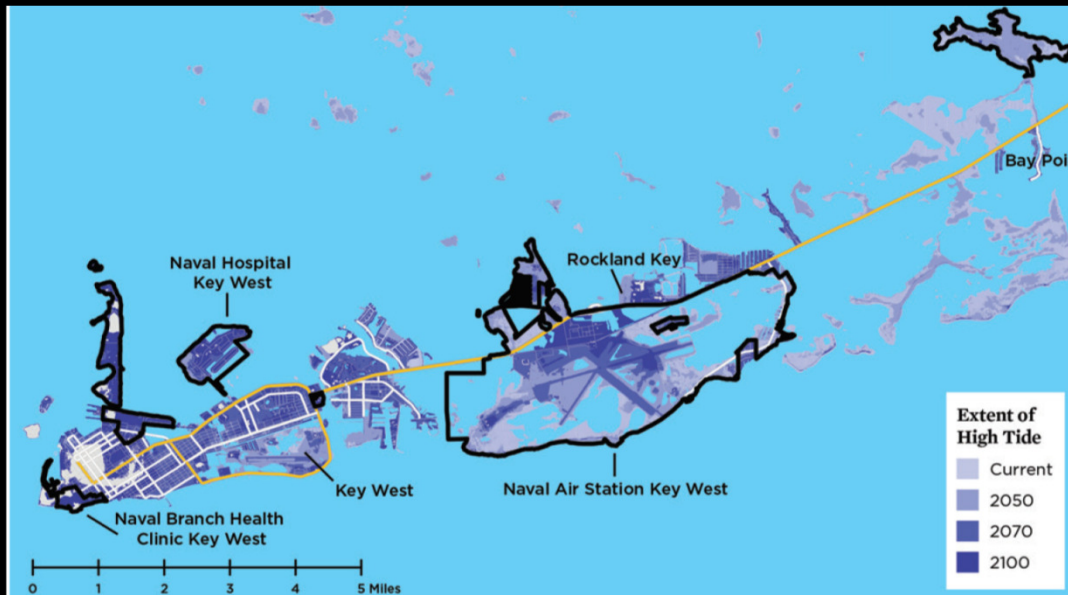 Bay Poi
Rockland Key
Naval Hospital
Key West
Key West
Naval Air Station Key West
Naval Branch Health
Clinic Key West
0 1 2 3 4 5 Miles
Extent of
High Tide
Current
2050
2070
2100